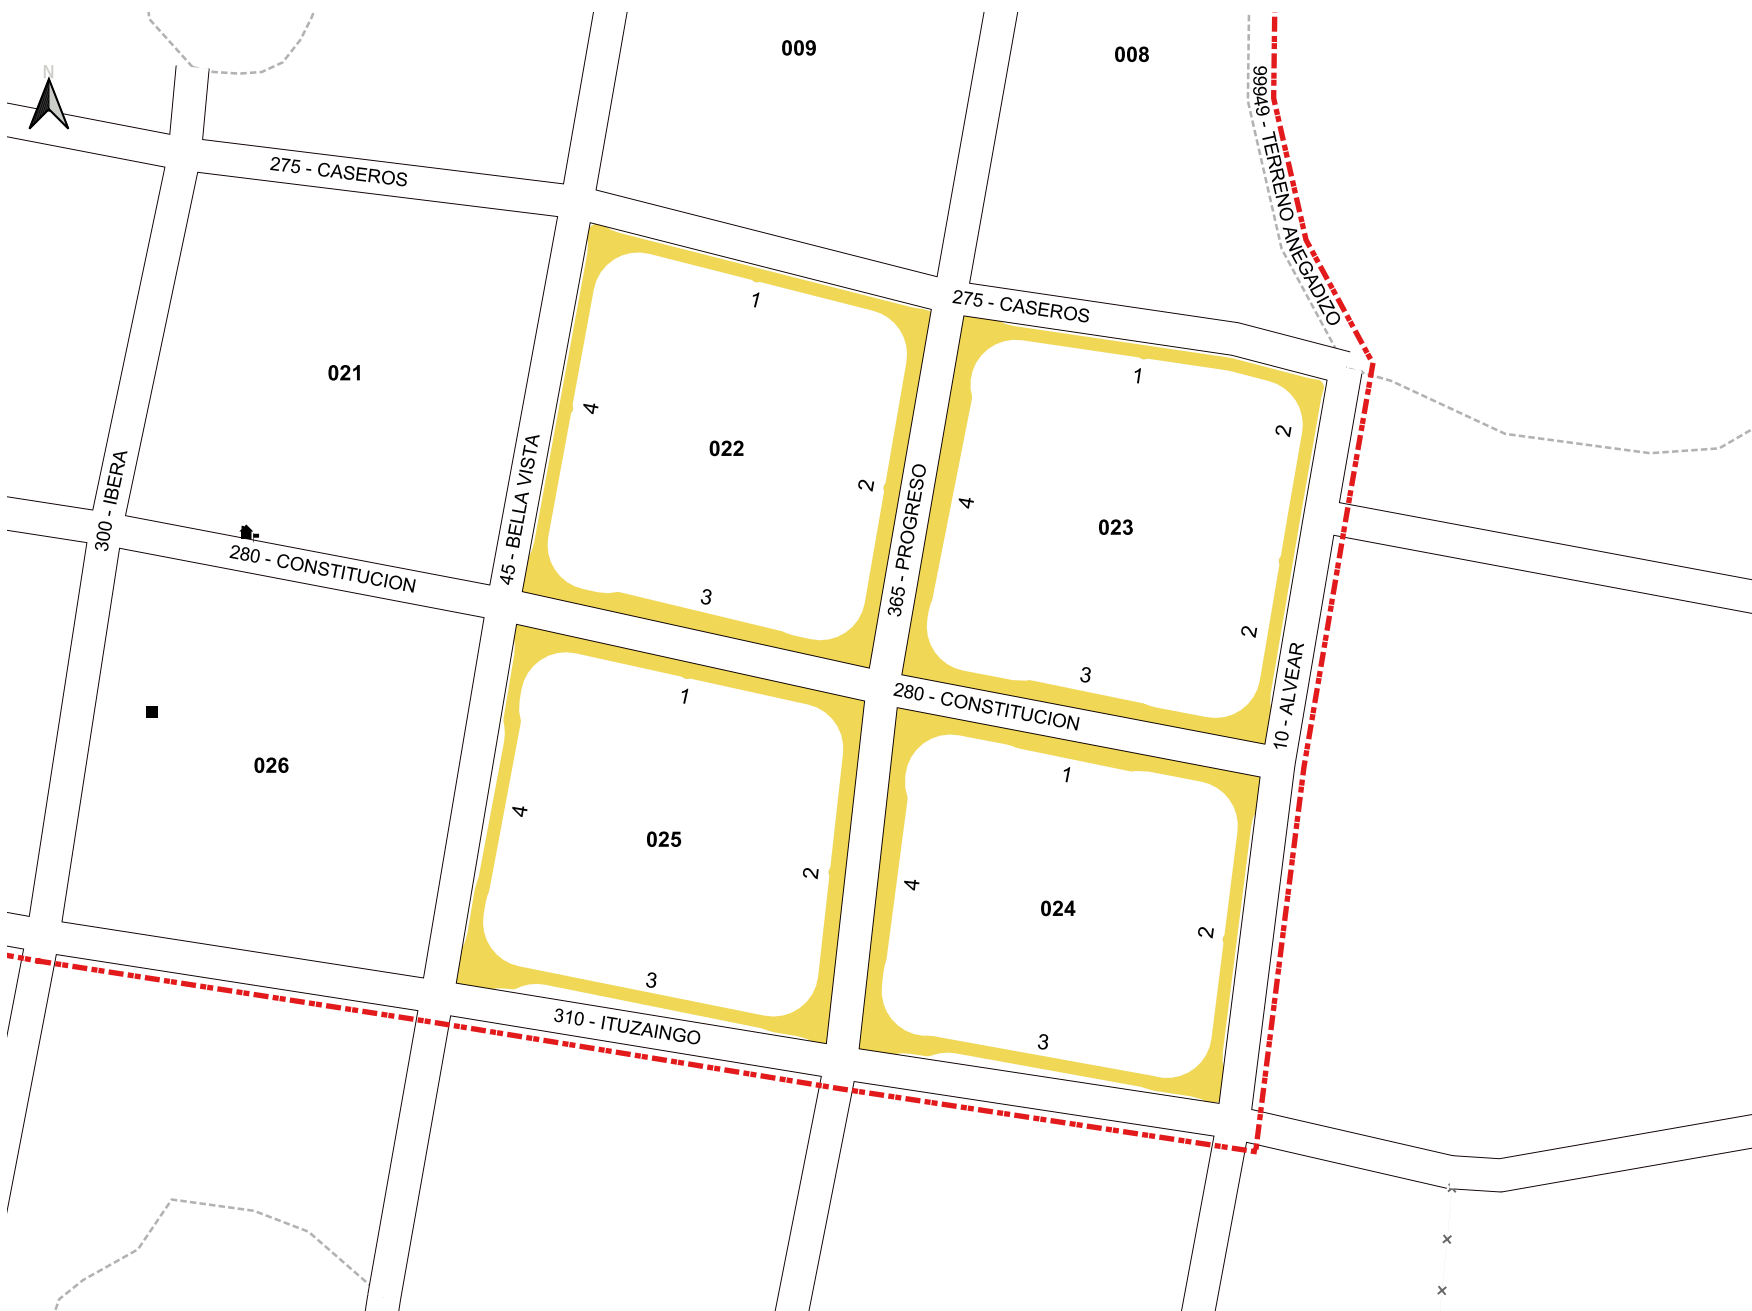 009
008
N
99949 - TERRENO ANEGADIZO
275 - CASEROS
275 - CASEROS
1
1
021
4
2
022
2
4
023
300 - IBERA
45 - BELLA VISTA
365 - PROGRESO
280 - CONSTITUCION
3
2
3
10 - ALVEAR
280 - CONSTITUCION
1
026
1
4
025
2
4
024
2
3
310 - ITUZAINGO
3